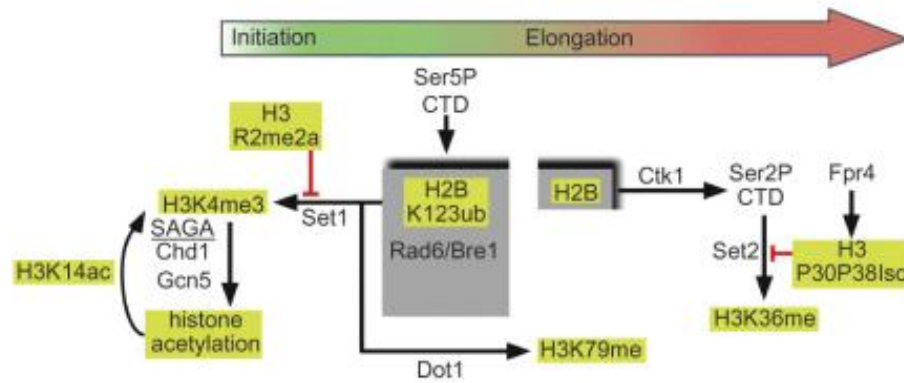 Initiation
Elongation
Ser5P
CTD
H3
R2me2a
H2B
K123ub
H2B
Ctk1
Ser2P
CTD
Fpr4
H3K4me3
Set1
SAGA
Chd1
Rad6/Bre1
Set2
H3
P30P38Iso
H3K14ac
Gcn5
histone
acetylation
H3K36me
H3K79me
Dot1